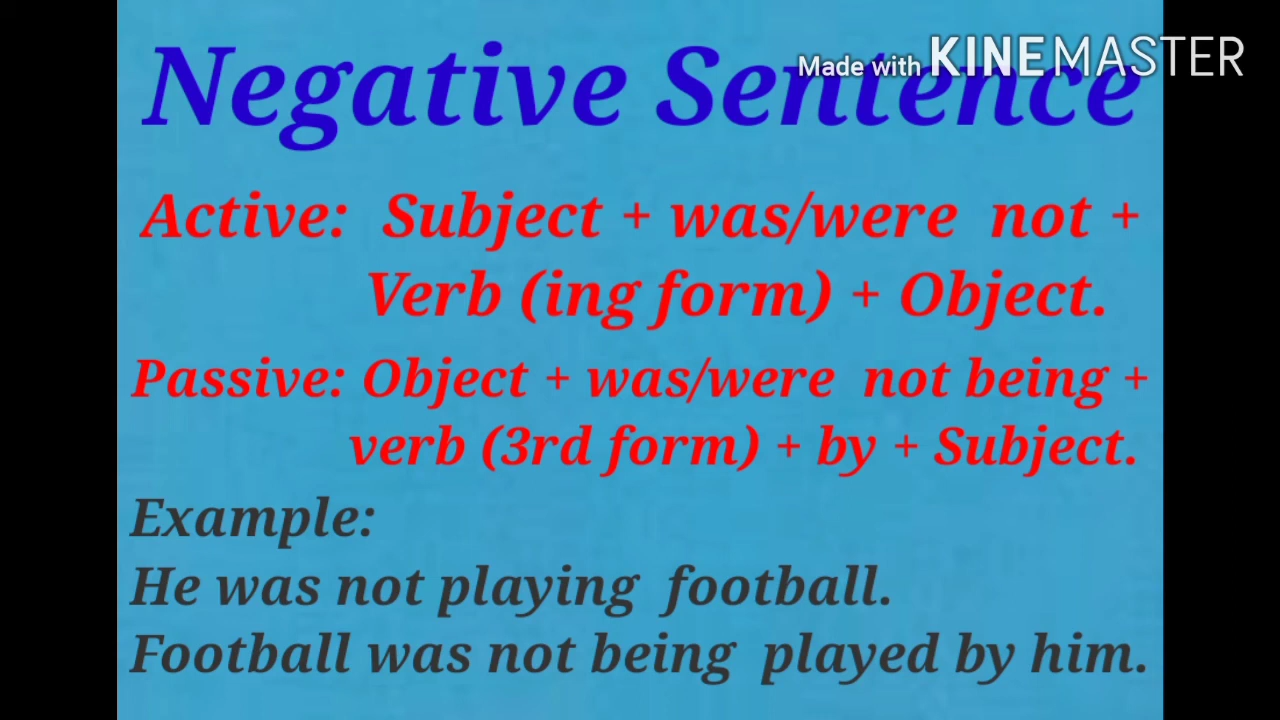 Negative Sentence
Made with KINEMASTER
Active: Subject + was/were not +
Verb (ing form) + Object.
Passive: Object + was/were not being +
verb (3rd form) + by + Subject.
Example:
He was not playing football.
Football was not being played by him.